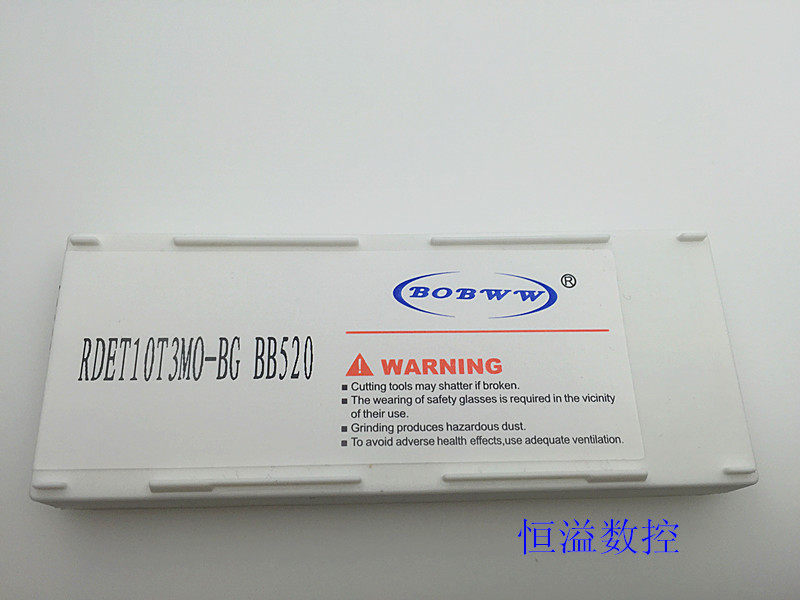 BOBWW®
RDET10T3MO-BG BB520
WARNING
■ Cutting tools may shatter if broken.
■ The wearing of safety glasses is required in the vicinity
of their use.
■ Grinding produces hazardous dust.
■ To avoid adverse health effects,use adequate ventilation.
恒溢数控